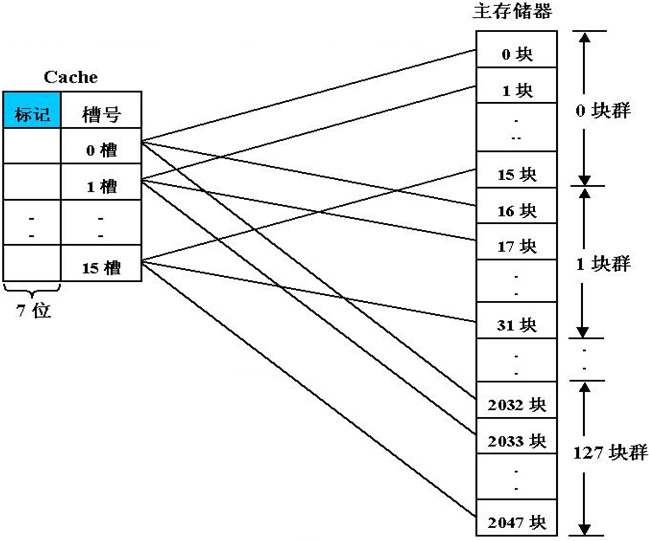 主存储器
Cache
标记 槽号
0 槽
1 槽
- -
- -
15 槽
7 位
0 块
1 块
-
--
15 块
16 块
17 块
-
-
31 块
-
-
2032 块
2033 块
-
-
2047 块
0 块群
1 块群
-
-
127 块群